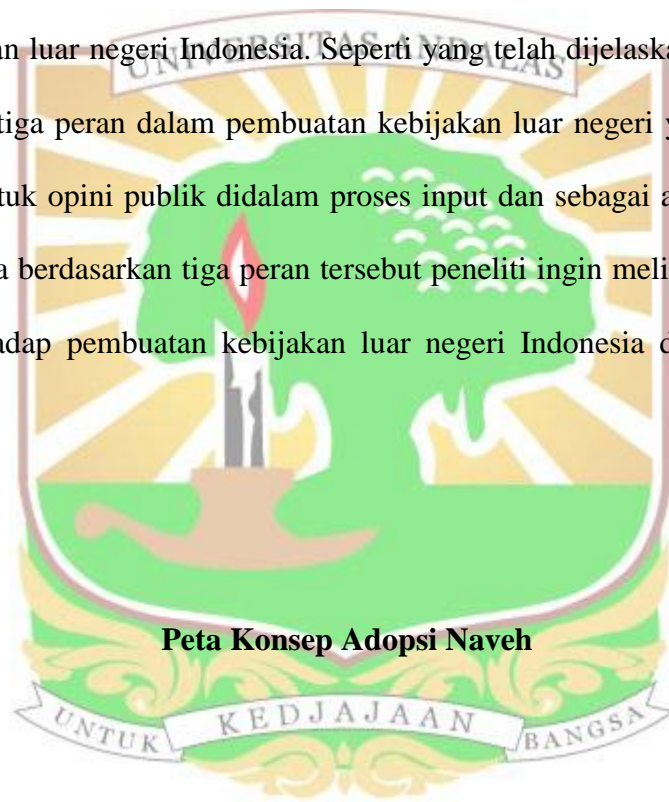 an luar negeri Indonesia. Seperti yang telah dijelaska
UNIVERSITAS ANDALAS
tiga peran dalam pembuatan kebijakan luar negeri y
tuk opini publik didalam proses input dan sebagai a
a berdasarkan tiga peran tersebut peneliti ingin meli
adap pembuatan kebijakan luar negeri Indonesia d
Peta Konsep Adopsi Naveh
UNTUK KEDJAJAAN BANGSA